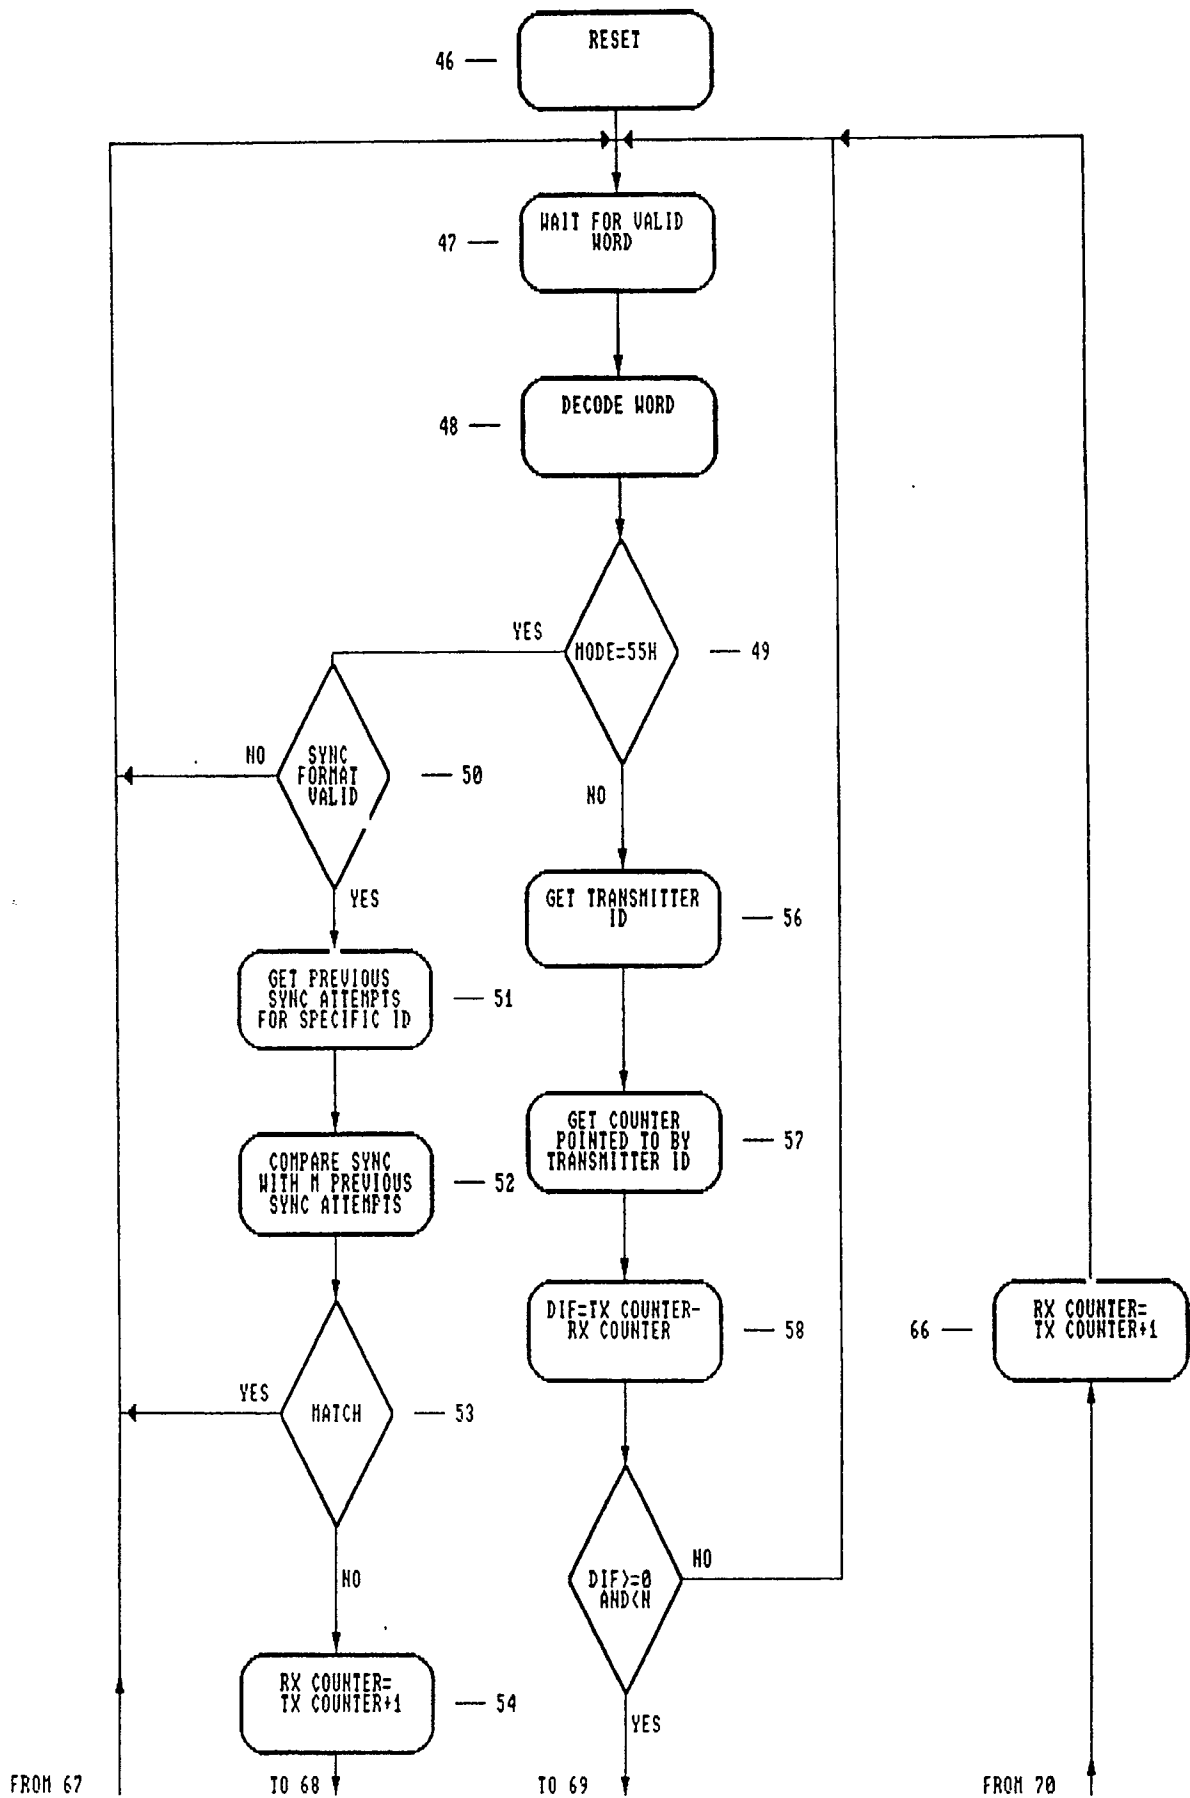 RESET
46
WAIT FOR VALID
WORD
47
DECODE WORD
48
YES
MODE=55H
49
NO
SYNC
FORMAT
VALID
50
NO
YES
GET TRANSMITTER
ID
56
GET PREVIOUS
SYNC ATTEMPTS
FOR SPECIFIC ID
51
GET COUNTER
POINTED TO BY
TRANSMITTER ID
57
COMPARE SYNC
WITH M PREVIOUS
SYNC ATTEMPTS
52
DIF=TX COUNTER-
RX COUNTER
58
66
RX COUNTER=
TX COUNTER+1
YES
MATCH
53
NO
DIF>=0
AND<N
NO
RX COUNTER=
TX COUNTER+1
54
YES
FROM 67
TO 68
TO 69
FROM 70